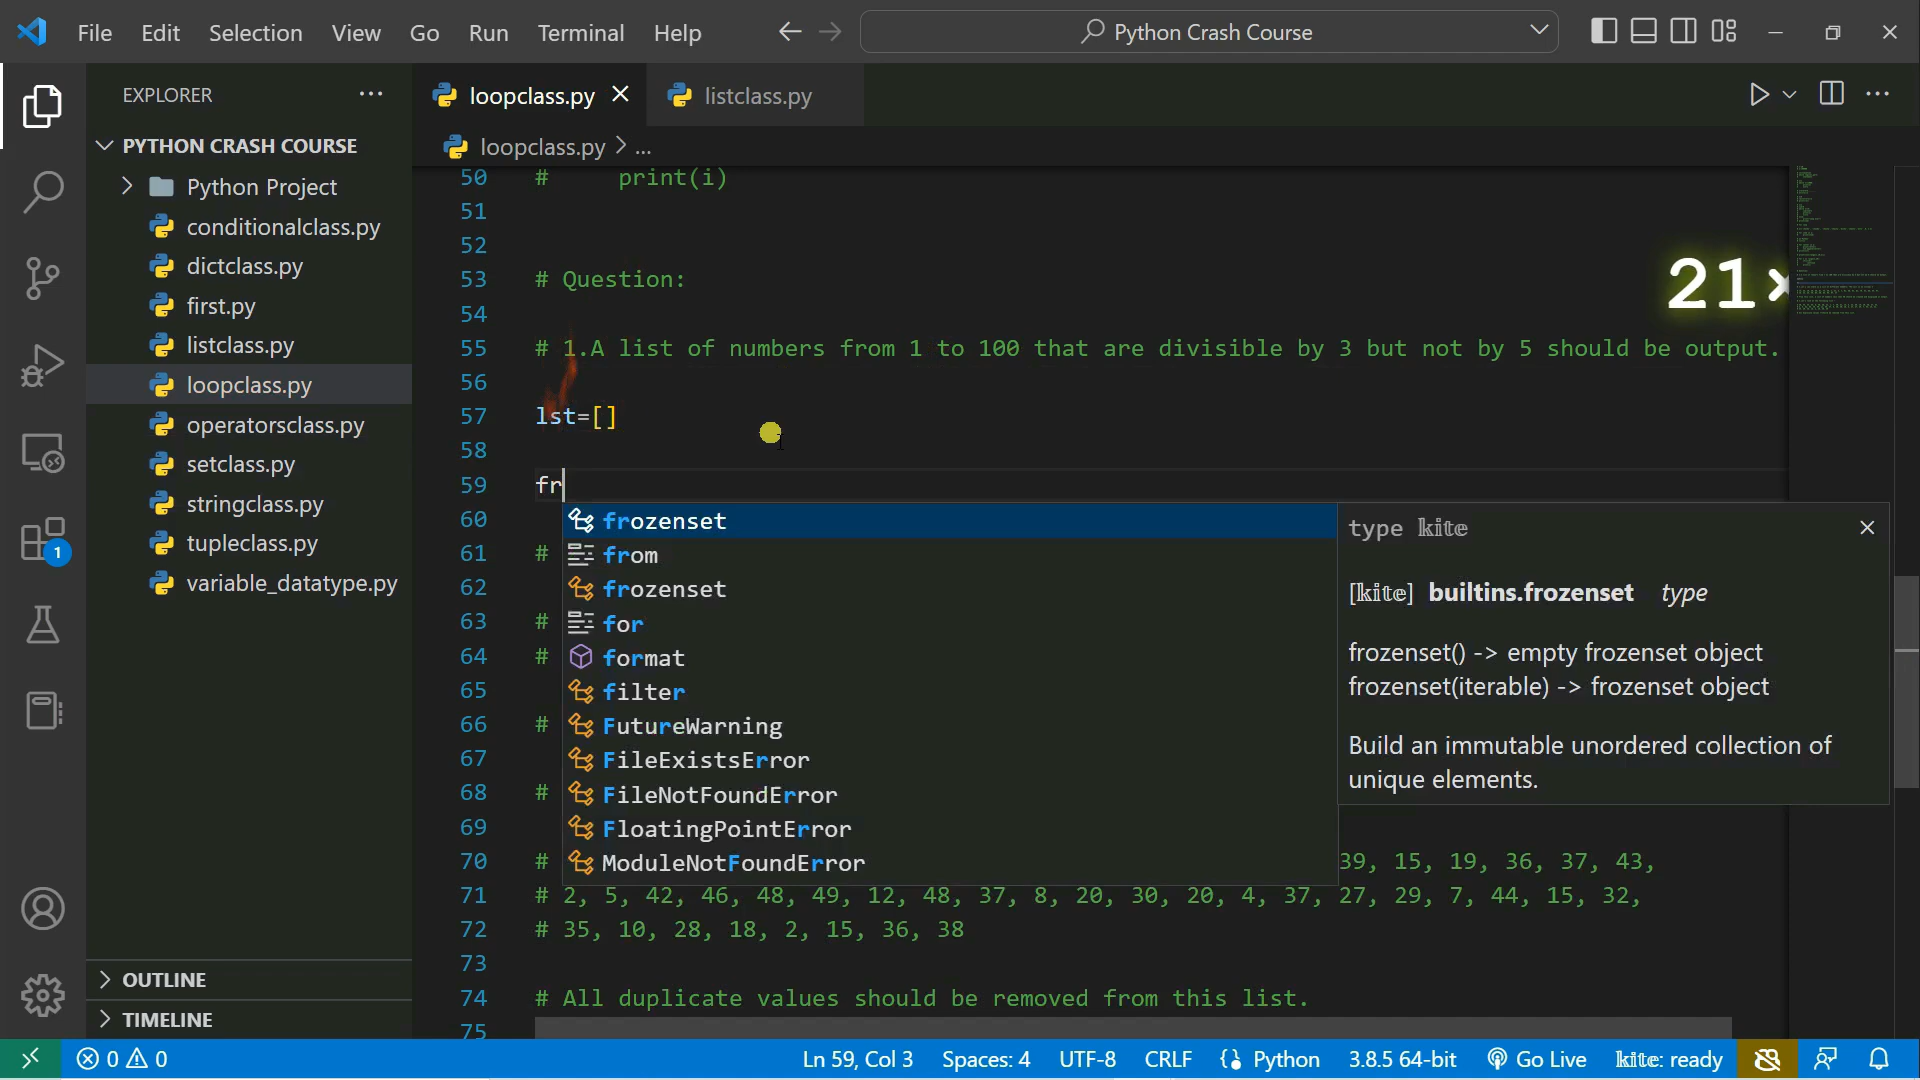 File Edit Selection View Go Run Terminal Help
Python Crash Course
EXPLORER
PYTHON CRASH COURSE
Python Project
conditionalclass.py
dictclass.py
first.py
listclass.py
loopclass.py
operatorsclass.py
setclass.py
stringclass.py
tupleclass.py
variable_datatype.py
OUTLINE
TIMELINE
1
loopclass.py
listclass.py
loopclass.py > ...
50 #     print(i)
51
52
53 # Question:
54
55 # 1.A list of numbers from 1 to 100 that are divisible by 3 but not by 5 should be output.
56
57 lst=[]
58
59 fr
60
61 #
62
63 #
64 #
65
66 #
67
68 #
69
70 # 39, 15, 19, 36, 37, 43,
71 # 2, 5, 42, 46, 48, 49, 12, 48, 37, 8, 20, 30, 20, 4, 37, 27, 29, 7, 44, 15, 32,
72 # 35, 10, 28, 18, 2, 15, 36, 38
73
74 # All duplicate values should be removed from this list.
75
21×
frozenset
from
frozenset
for
format
filter
FutureWarning
FileExistsError
FileNotFoundError
FloatingPointError
ModuleNotFoundError
type kite
[kite] builtins.frozenset type
frozenset() -> empty frozenset object
frozenset(iterable) -> frozenset object
Build an immutable unordered collection of
unique elements.
0 0
Ln 59, Col 3 Spaces: 4 UTF-8 CRLF Python 3.8.5 64-bit Go Live kite: ready